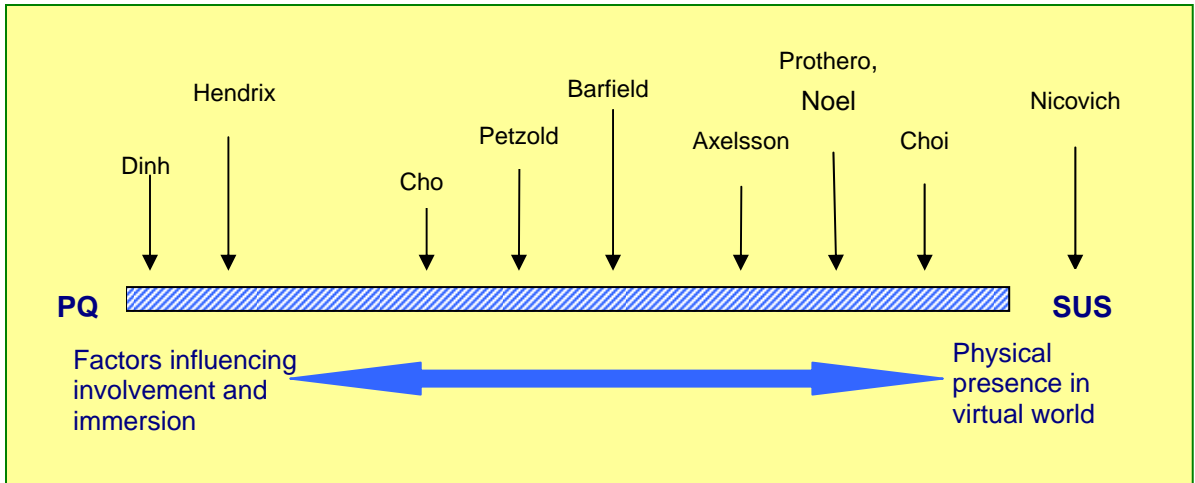 Prothero,
Noel
Hendrix
Barfield
Nicovich
Petzold
Axelsson
Choi
Dinh
Cho
PQ
SUS
Factors influencing
involvement and
immersion
Physical
presence in
virtual world